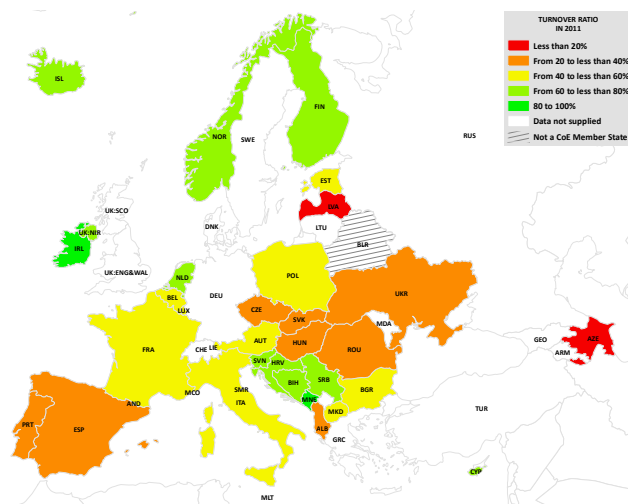 TURNOVER RATIO
IN 2011
Less than 20%
From 20 to less than 40%
From 40 to less than 60%
From 60 to less than 80%
80 to 100%
Data not supplied
Not a CoE Member State
ISL
FIN
NOR
SWE
RUS
EST
LVA
UK:SCO
UK:NIR
DNK
LTU
IRL
BLR
UK:ENG&WAL
NLD
DEU
POL
BEL
UKR
LUX
CZE
SVK
MDA
FRA
CHE
LIE
AUT
HUN
ROU
GEO
AZE
ARM
SVN
HRV
BIH
SRB
MCO
SMR
ITA
MNE
BGR
AND
MKD
TUR
PRT
ESP
ALB
GRC
CYP
MLT